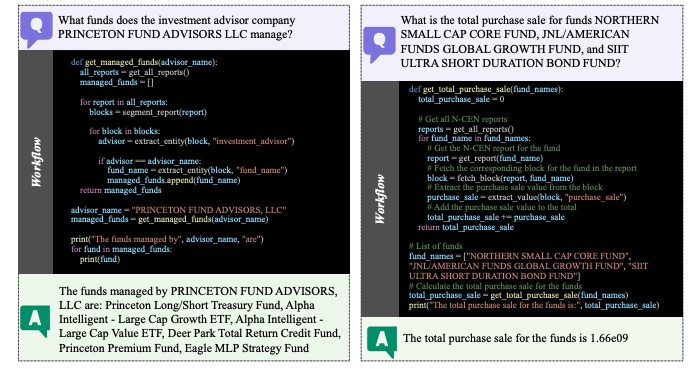 Q
What funds does the investment advisor company
PRINCETON FUND ADVISORS LLC manage?
Workflow
def get_managed_funds(advisor_name):
all_reports = get_all_reports()
managed_funds = []
for report in all_reports:
blocks = segment_report(report)
for block in blocks:
advisor = extract_entity(block, "investment_advisor")
if advisor == advisor_name:
fund_name = extract_entity(block, "fund_name")
managed_funds.append(fund_name)
return managed_funds
advisor_name = "PRINCETON FUND ADVISORS, LLC"
managed_funds = get_managed_funds(advisor_name)
print("The funds managed by", advisor_name, "are")
for fund in managed_funds:
print(fund)
A
The funds managed by PRINCETON FUND ADVISORS,
LLC are: Princeton Long/Short Treasury Fund, Alpha
Intelligent - Large Cap Growth ETF, Alpha Intelligent -
Large Cap Value ETF, Deer Park Total Return Credit Fund,
Princeton Premium Fund, Eagle MLP Strategy Fund
Q
What is the total purchase sale for funds NORTHERN
SMALL CAP CORE FUND, JNL/AMERICAN
FUNDS GLOBAL GROWTH FUND, and SIIT
ULTRA SHORT DURATION BOND FUND?
Workflow
def get_total_purchase_sale(fund_names):
total_purchase_sale = 0
# Get all N-CEN reports
reports = get_all_reports()
for fund_name in fund_names:
# Get the N-CEN report for the fund
report = get_report(fund_name)
# Fetch the corresponding block for the fund in the report
block = fetch_block(report, fund_name)
# Extract the purchase sale value from the block
purchase_sale = extract_value(block, "purchase_sale")
# Add the purchase sale value to the total
total_purchase_sale += purchase_sale
return total_purchase_sale
# List of funds
fund_names = ["NORTHERN SMALL CAP CORE FUND",
"JNL/AMERICAN FUNDS GLOBAL GROWTH FUND", "SIIT
ULTRA SHORT DURATION BOND FUND"]
# Calculate the total purchase sale for the funds
total_purchase_sale = get_total_purchase_sale(fund_names)
print("The total purchase sale for the funds is:", total_purchase_sale)
A
The total purchase sale for the funds is 1.66e09